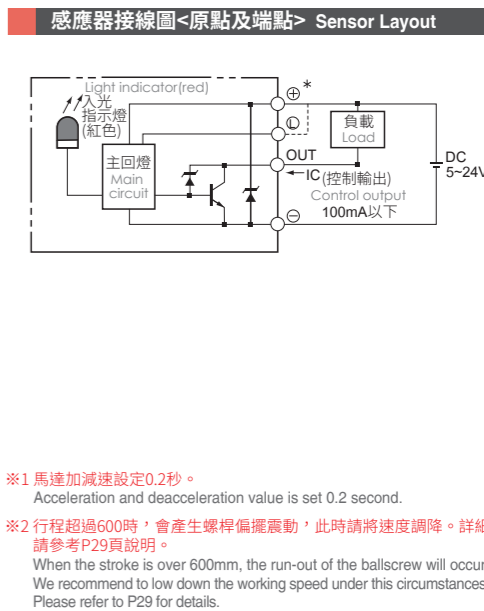 感應器接線圖<原點及端點> Sensor Layout
Light indicator(red)
入光
指示燈
(紅色)
主回燈
Main
circuit
⊕*
Ⓛ
OUT
IC(控制輸出)
Control output
100mA以下
⊖
負載
Load
DC
5~24V
※1 馬達加減速設定0.2秒。
Acceleration and deacceleration value is set 0.2 second.
※2 行程超過600時，會產生螺桿偏擺震動，此時請將速度調降。詳細
請參考P29頁說明。
When the stroke is over 600mm, the run-out of the ballscrew will occur
We recommend to low down the working speed under this circumstances
Please refer to P29 for details.